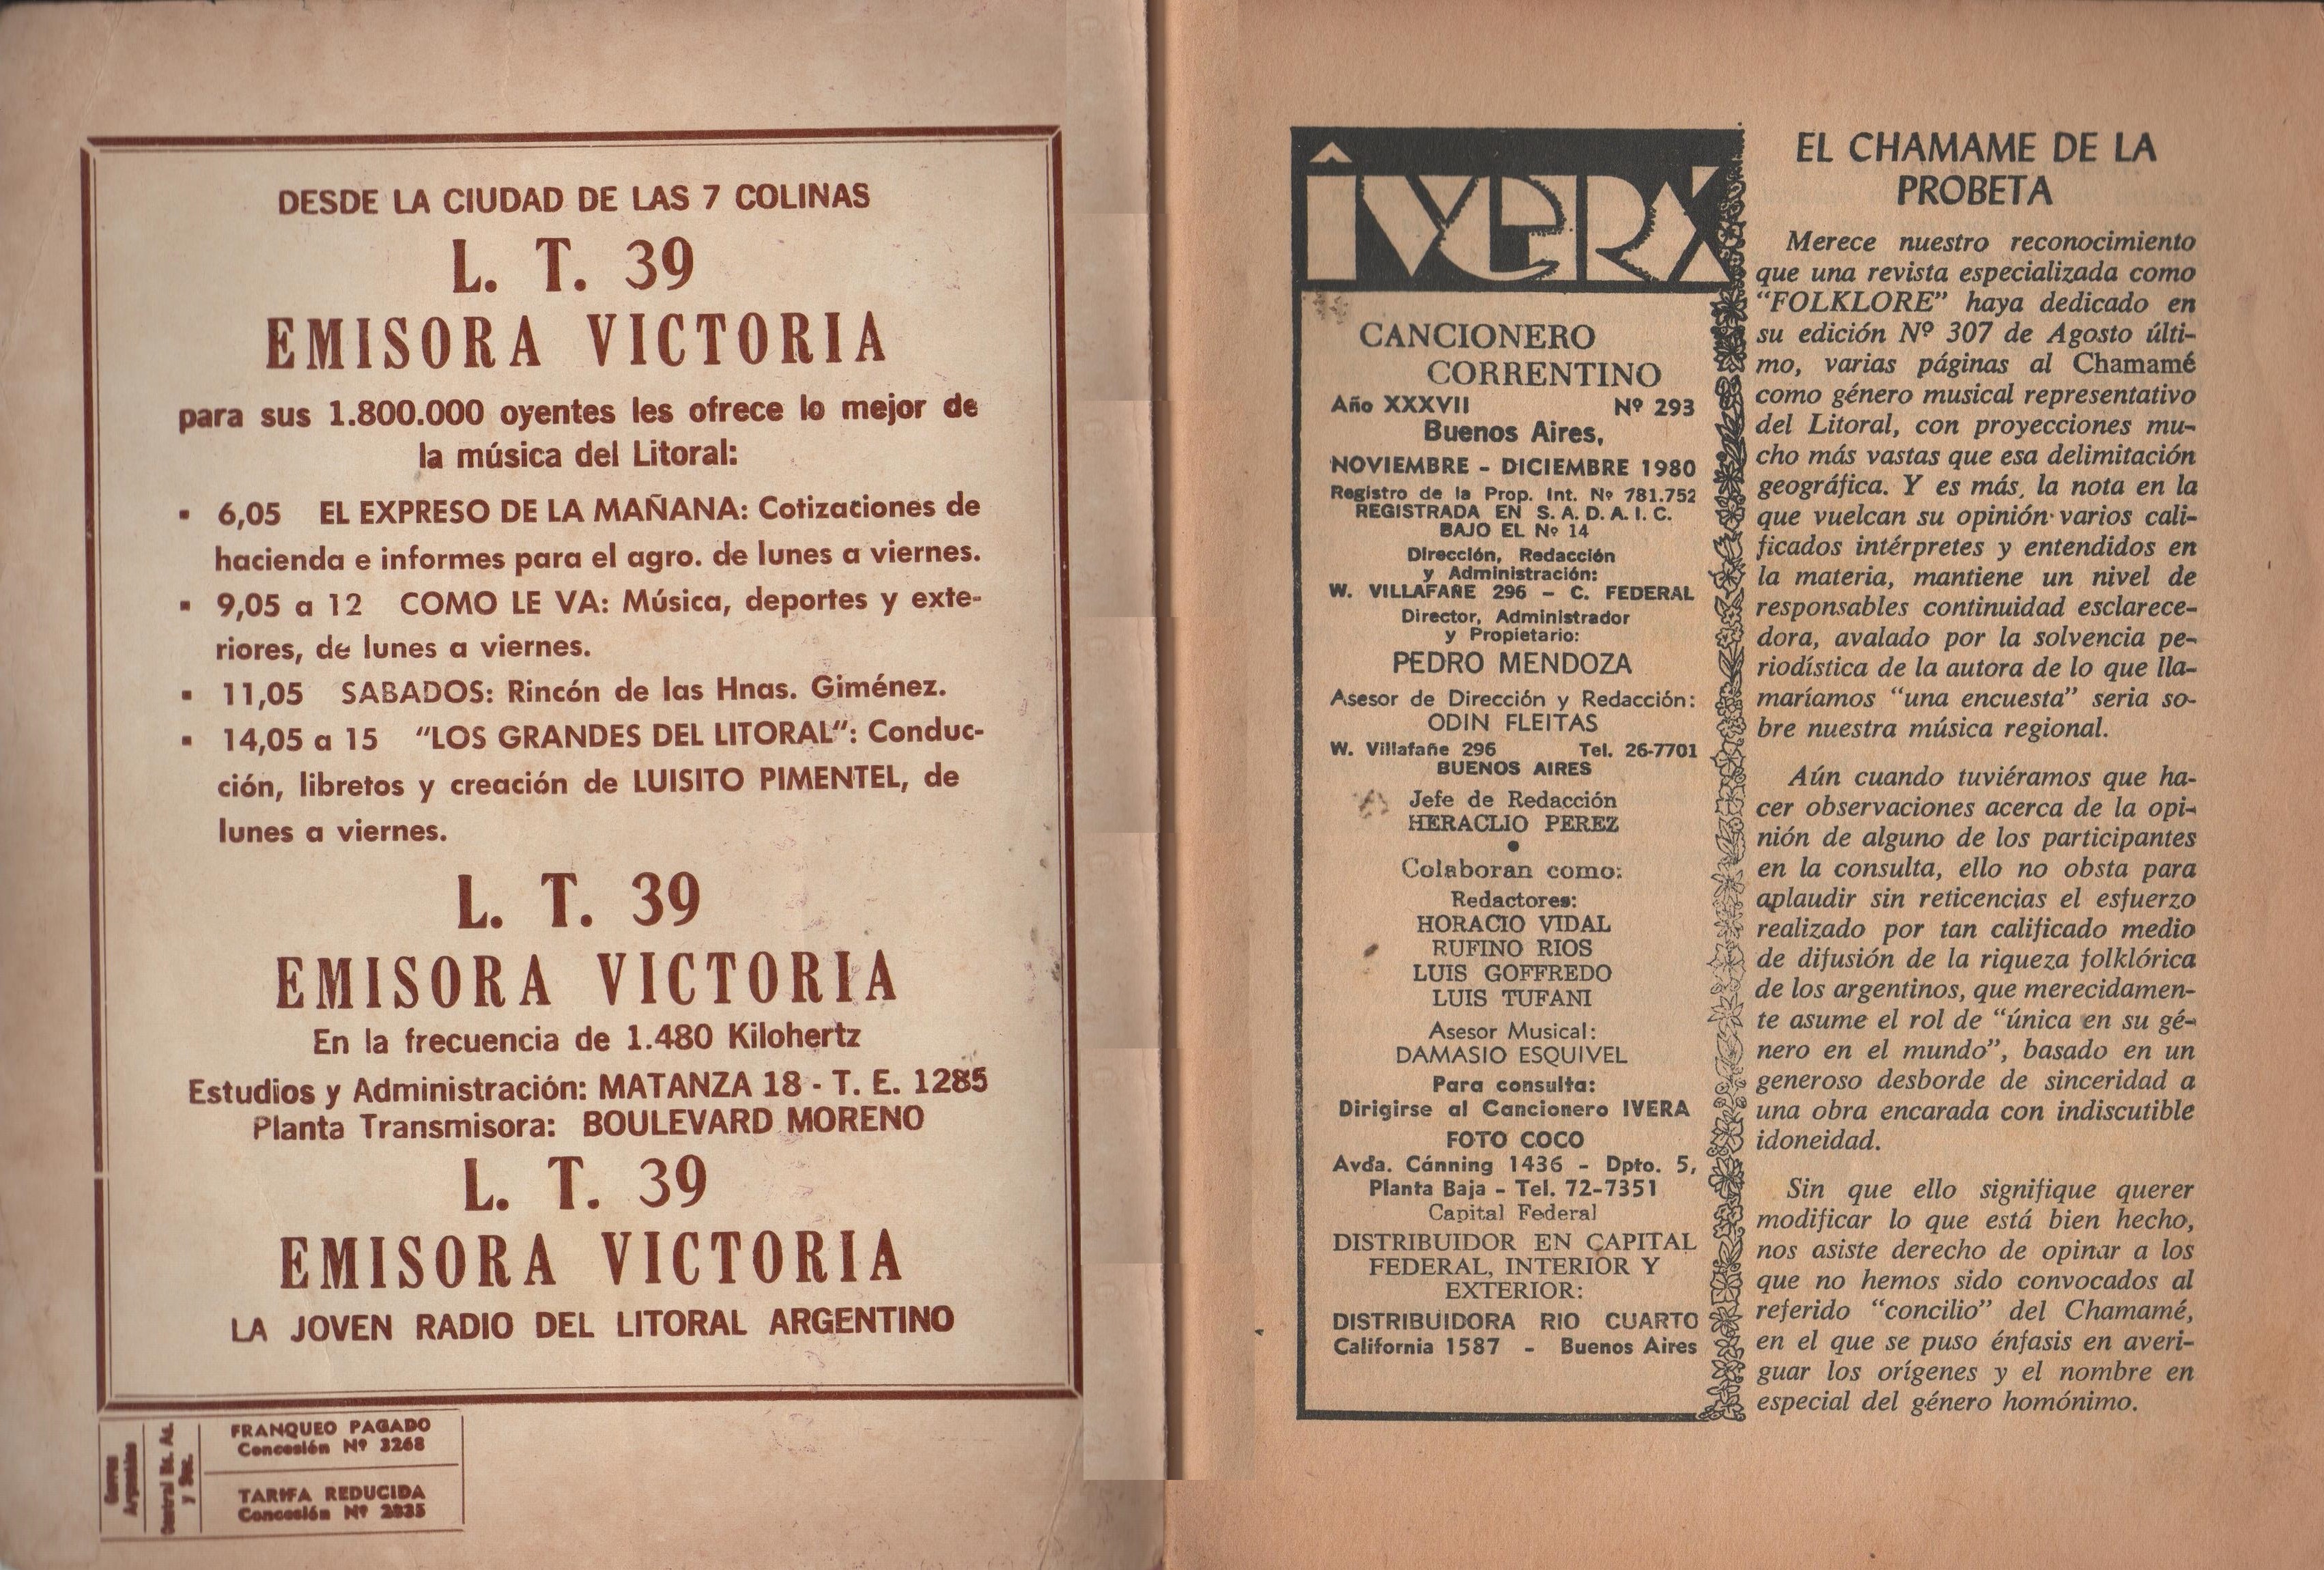 DESDE LA CIUDAD DE LAS 7 COLINAS
L. T. 39
EMISORA VICTORIA
para sus 1.800.000 oyentes les ofrece lo mejor de
la música del Litoral:
▪ 6,05 EL EXPRESO DE LA MAÑANA: Cotizaciones de
hacienda e informes para el agro. de lunes a viernes.
▪ 9,05 a 12 COMO LE VA: Música, deportes y exte-
riores, de lunes a viernes.
▪ 11,05 SABADOS: Rincón de las Hnas. Giménez.
▪ 14,05 a 15 "LOS GRANDES DEL LITORAL": Conduc-
ción, libretos y creación de LUISITO PIMENTEL, de
lunes a viernes.
L. T. 39
EMISORA VICTORIA
En la frecuencia de 1.480 Kilohertz
Estudios y Administración: MATANZA 18 - T. E. 1285
Planta Transmisora: BOULEVARD MORENO
L. T. 39
EMISORA VICTORIA
LA JOVEN RADIO DEL LITORAL ARGENTINO
Correo
Argentino
Central Bs. As.
y Suc.
FRANQUEO PAGADO
Concesión Nº 3268
TARIFA REDUCIDA
Concesión Nº 2835
IVERA
CANCIONERO
CORRENTINO
Año XXXVII Nº 293
Buenos Aires,
NOVIEMBRE - DICIEMBRE 1980
Registro de la Prop. Int. Nº 781.752
REGISTRADA EN S. A. D. A. I. C.
BAJO EL Nº 14
Dirección, Redacción
y Administración:
W. VILLAFAÑE 296 - C. FEDERAL
Director, Administrador
y Propietario:
PEDRO MENDOZA
Asesor de Dirección y Redacción:
ODIN FLEITAS
W. Villafañe 296 Tel. 26-7701
BUENOS AIRES
Jefe de Redacción
HERACLIO PEREZ
●
Colaboran como:
Redactores:
HORACIO VIDAL
RUFINO RIOS
LUIS GOFFREDO
LUIS TUFANI
Asesor Musical:
DAMASIO ESQUIVEL
Para consulta:
Dirigirse al Cancionero IVERA
FOTO COCO
Avda. Cánning 1436 - Dpto. 5,
Planta Baja - Tel. 72-7351
Capital Federal
DISTRIBUIDOR EN CAPITAL
FEDERAL, INTERIOR Y
EXTERIOR:
DISTRIBUIDORA RIO CUARTO
California 1587 - Buenos Aires
EL CHAMAME DE LA
PROBETA
Merece nuestro reconocimiento
que una revista especializada como
"FOLKLORE" haya dedicado en
su edición Nº 307 de Agosto últi-
mo, varias páginas al Chamamé
como género musical representativo
del Litoral, con proyecciones mu-
cho más vastas que esa delimitación
geográfica. Y es más, la nota en la
que vuelcan su opinión varios cali-
ficados intérpretes y entendidos en
la materia, mantiene un nivel de
responsables continuidad esclarece-
dora, avalado por la solvencia pe-
riodística de la autora de lo que lla-
maríamos "una encuesta" seria so-
bre nuestra música regional.
Aún cuando tuviéramos que ha-
cer observaciones acerca de la opi-
nión de alguno de los participantes
en la consulta, ello no obsta para
aplaudir sin reticencias el esfuerzo
realizado por tan calificado medio
de difusión de la riqueza folklórica
de los argentinos, que merecidamen-
te asume el rol de "única en su gé-
nero en el mundo", basado en un
generoso desborde de sinceridad a
una obra encarada con indiscutible
idoneidad.
Sin que ello signifique querer
modificar lo que está bien hecho,
nos asiste derecho de opinar a los
que no hemos sido convocados al
referido "concilio" del Chamamé,
en el que se puso énfasis en averi-
guar los orígenes y el nombre en
especial del género homónimo.